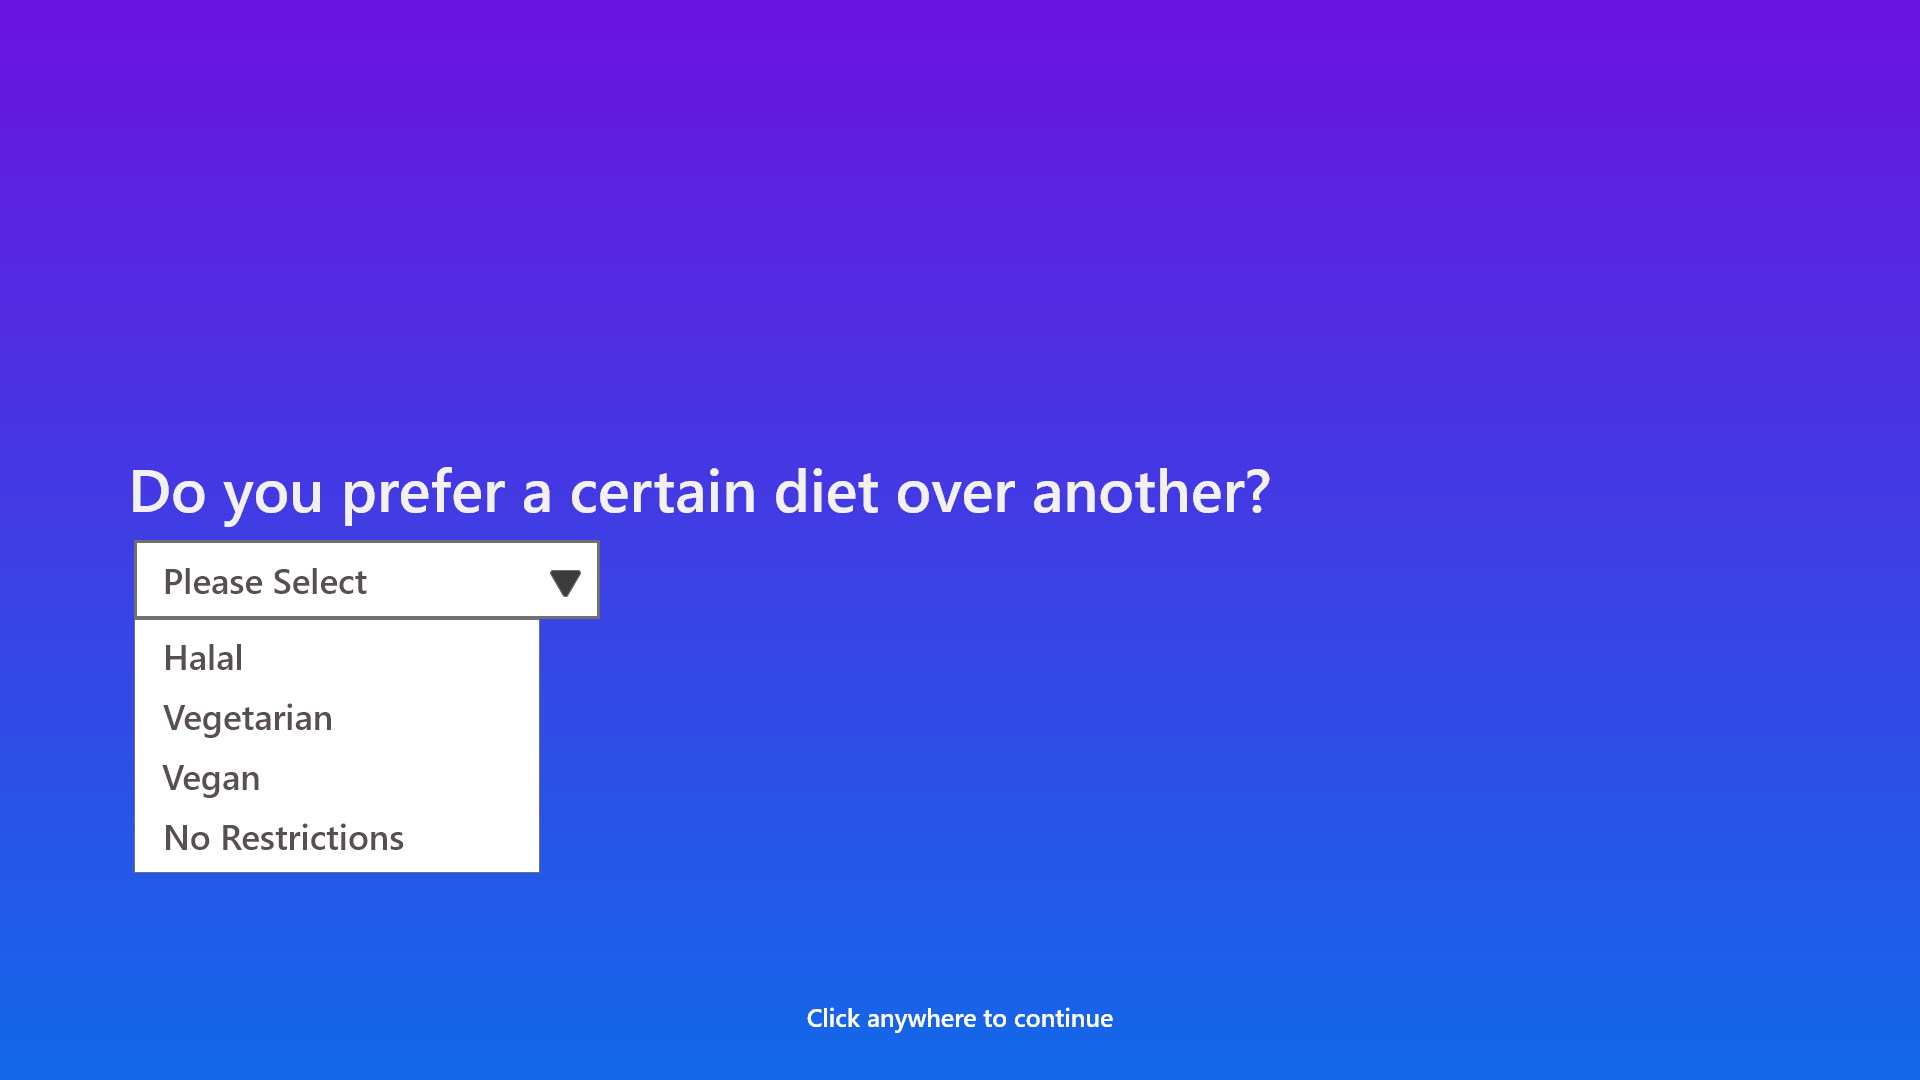 Do you prefer a certain diet over another?
Please Select
Halal
Vegetarian
Vegan
No Restrictions
Click anywhere to continue